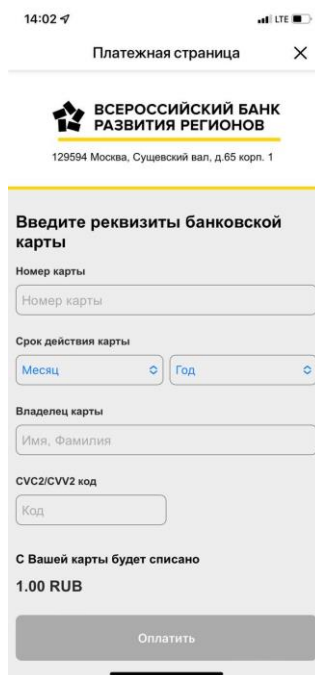 14:02
LTE
Платежная страница
ВСЕРОССИЙСКИЙ БАНК
РАЗВИТИЯ РЕГИОНОВ
129594 Москва, Сущевский вал, д.65 корп. 1
Введите реквизиты банковской
карты
Номер карты
Номер карты
Срок действия карты
Месяц Год
Владелец карты
Имя, Фамилия
CVC2/CVV2 код
Код
С Вашей карты будет списано
1.00 RUB
Оплатить